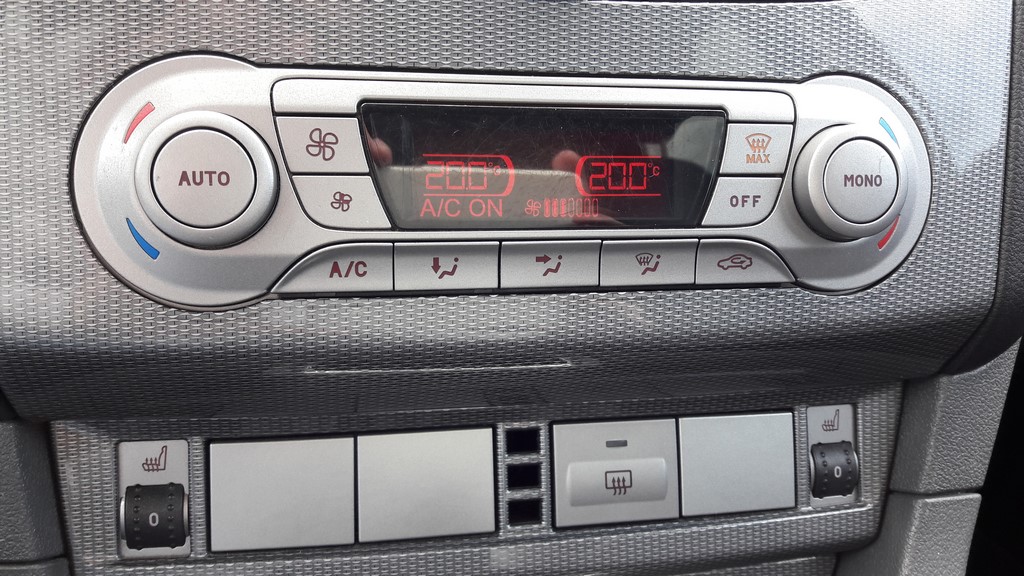 AUTO
20.0°C 20.0°C
A/C ON
MAX
OFF
MONO
A/C
0
0